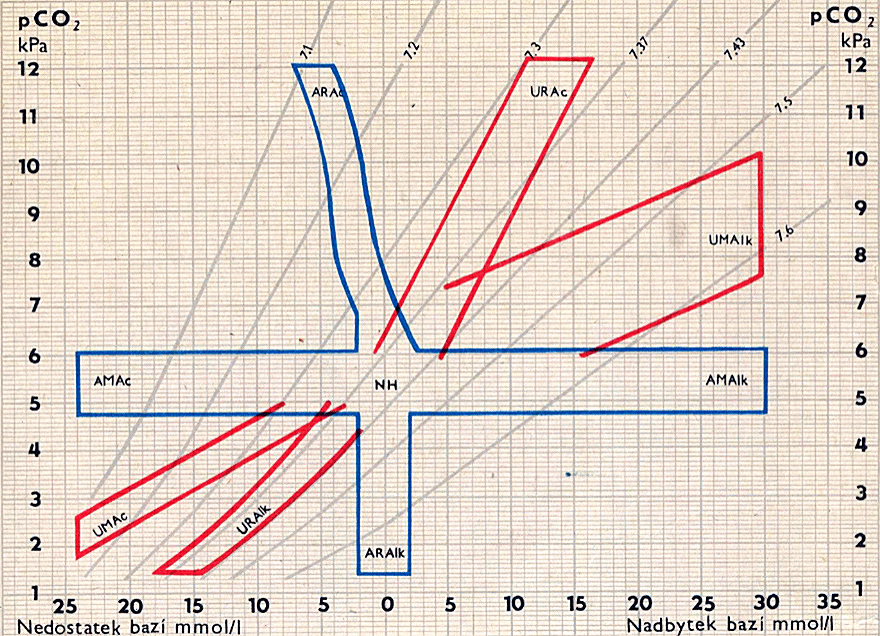 pCO₂ pCO₂
kPa kPa
7.1 7.2 7.3 7.37 7.43
12 12
ARAc URAc
11 7.5 11
10 10
9 9
UMAlk 7.6
8 8
7 7
6 6
AMAc NH AMAlk
5 5
4 4
3 3
UMAc URAlk
2 ARAlk 2
1 1
25 20 15 10 5 0 5 10 15 20 25 30 35
Nedostatek bazí mmol/l Nadbytek bazí mmol/l